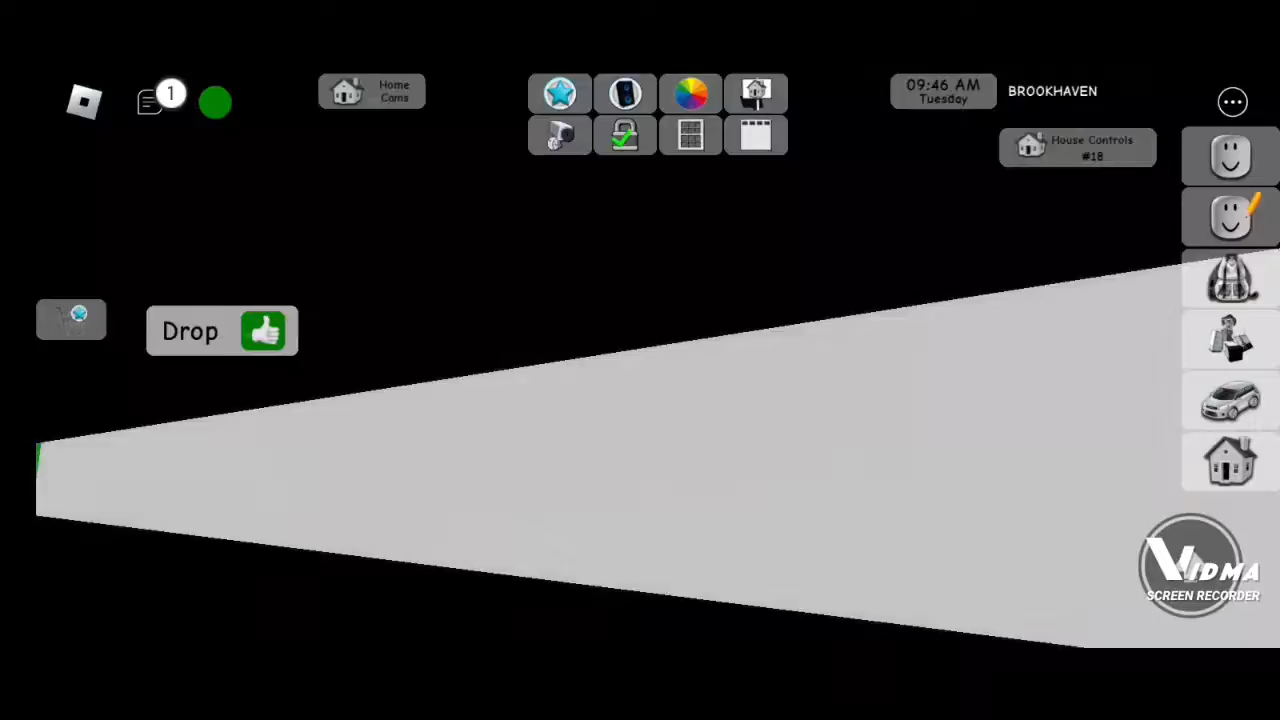 1
Home
Cams
09:46 AM
Tuesday
BROOKHAVEN
House Controls
#18
Drop
VIDMA
SCREEN RECORDER